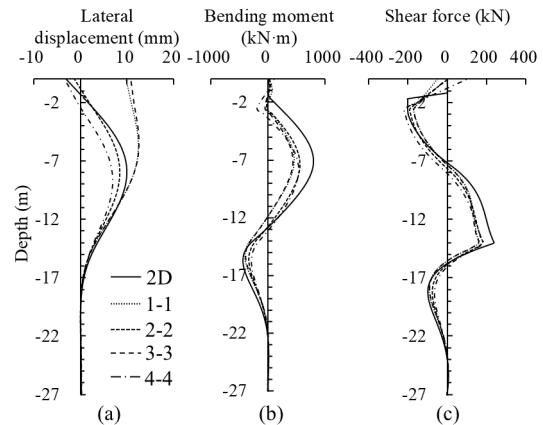 Lateral
displacement (mm)
-10 0 10 20
Bending moment
(kN·m)
-1000 0 1000
Shear force (kN)
-400 -200 0 200 400
Depth (m)
-2
-7
-12
-17
-22
-27
2D
1-1
2-2
3-3
4-4
(a)
-2
-7
-12
-17
-22
-27
(b)
-2
-7
-12
-17
-22
-27
(c)